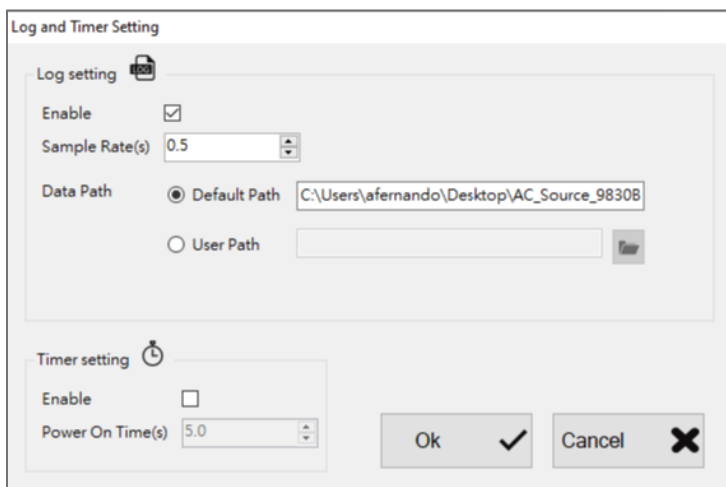 Log and Timer Setting
Log setting LOG
Enable
Sample Rate(s) 0.5
Data Path Default Path C:\Users\afernando\Desktop\AC_Source_9830B
User Path
Timer setting
Enable
Power On Time(s) 5.0
Ok Cancel